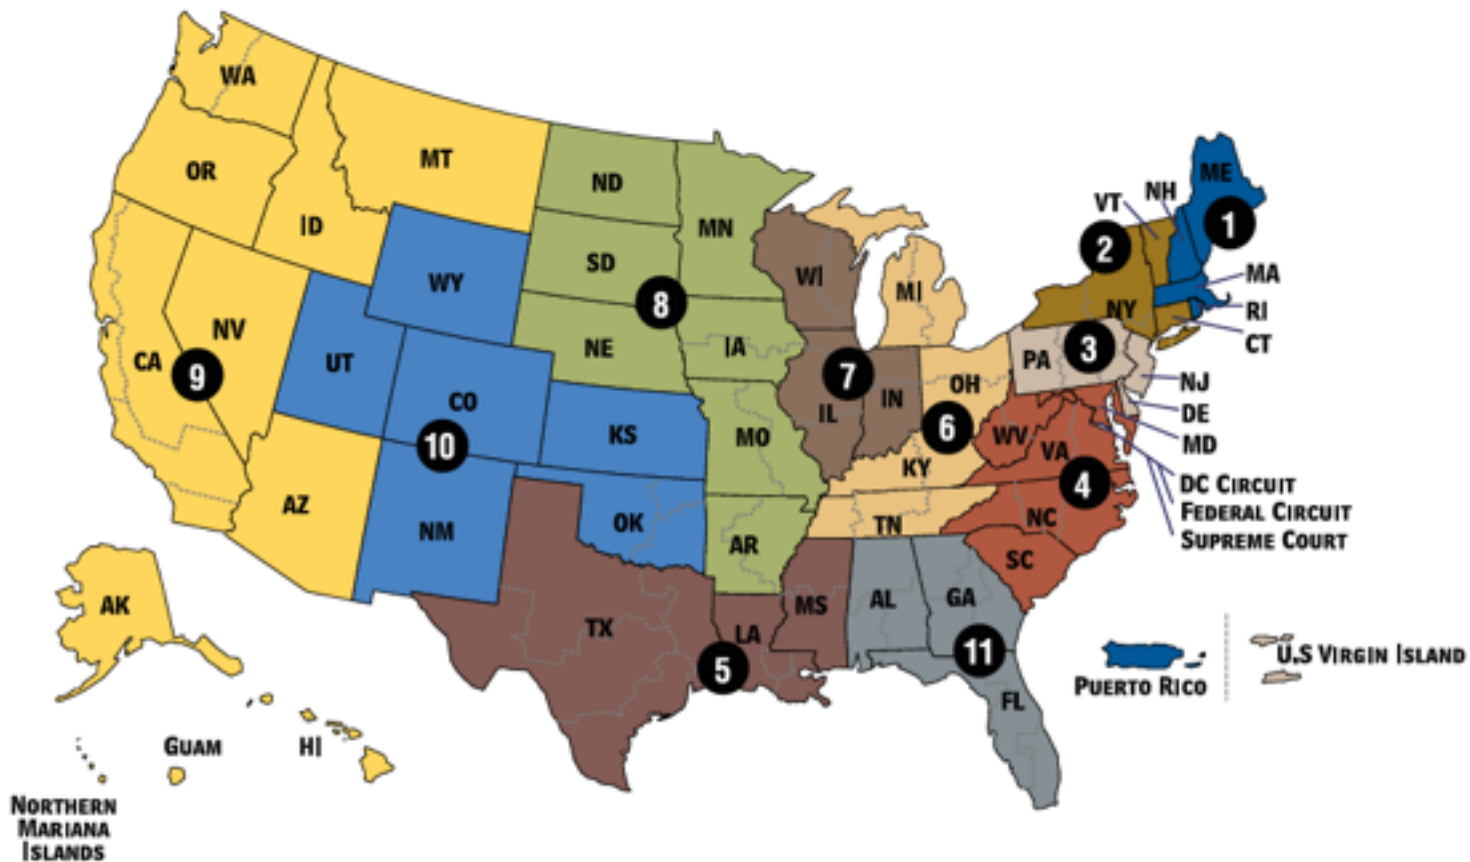 WA
MT
ME
OR
ND
NH
VT
MN
ID
1
2
SD
WI
MA
WY
MI
8
NY
RI
NV
CT
NE
IA
3
CA
UT
PA
9
7
NJ
OH
IN
CO
IL
DE
6
KS
WV
MO
MD
10
VA
KY
4
DC Circuit
AZ
Federal Circuit
NC
OK
TN
NM
Supreme Court
AR
SC
AK
MS
AL
GA
TX
LA
11
U.S Virgin Island
5
Puerto Rico
FL
Guam
HI
Northern
Mariana
Islands